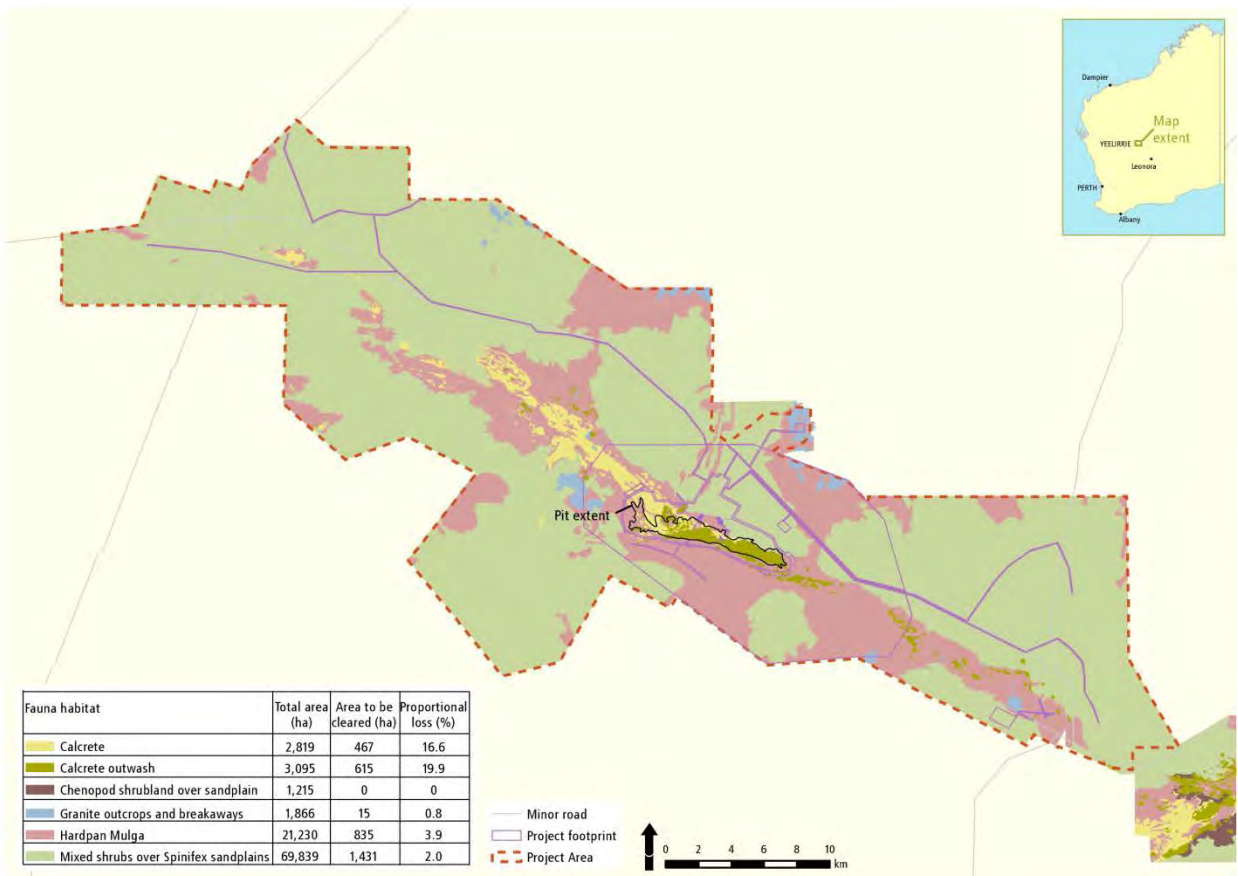 Dampier
Map
extent
YEELIRRIE
Leonora
PERTH
Albany
Pit extent
Fauna habitat Total area (ha) Area to be cleared (ha) Proportional loss (%)
Calcrete 2,819 467 16.6
Calcrete outwash 3,095 615 19.9
Chenopod shrubland over sandplain 1,215 0 0
Granite outcrops and breakaways 1,866 15 0.8
Hardpan Mulga 21,230 835 3.9
Mixed shrubs over Spinifex sandplains 69,839 1,431 2.0
Minor road
Project footprint
Project Area
0 2 4 6 8 10
km